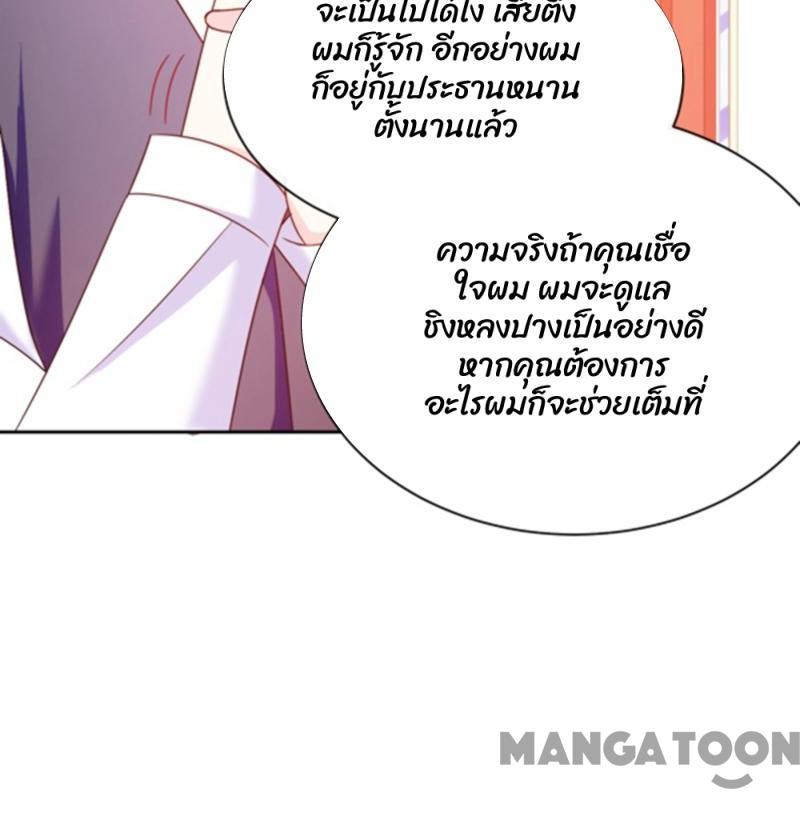 จะเป็นไปได้ไง เสี่ยติ่ง
ผมก็รู้จัก อีกอย่างผม
ก็อยู่กับประธานหนาน
ตั้งนานแล้ว
ความจริงถ้าคุณเชื่อ
ใจผม ผมจะดูแล
ชิงหลงปางเป็นอย่างดี
หากคุณต้องการ
อะไรผมก็จะช่วยเต็มที่
MANGATOON